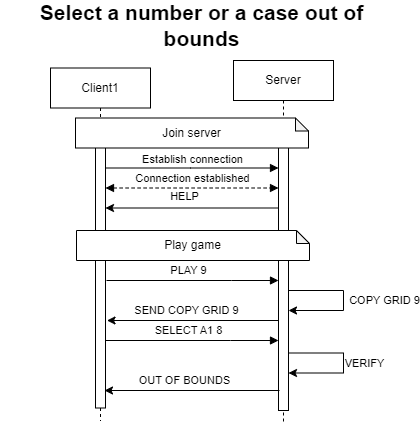 Select a number or a case out of
bounds
Client1
Server
Join server
Establish connection
Connection established
HELP
Play game
PLAY 9
COPY GRID 9
SEND COPY GRID 9
SELECT A1 8
VERIFY
OUT OF BOUNDS